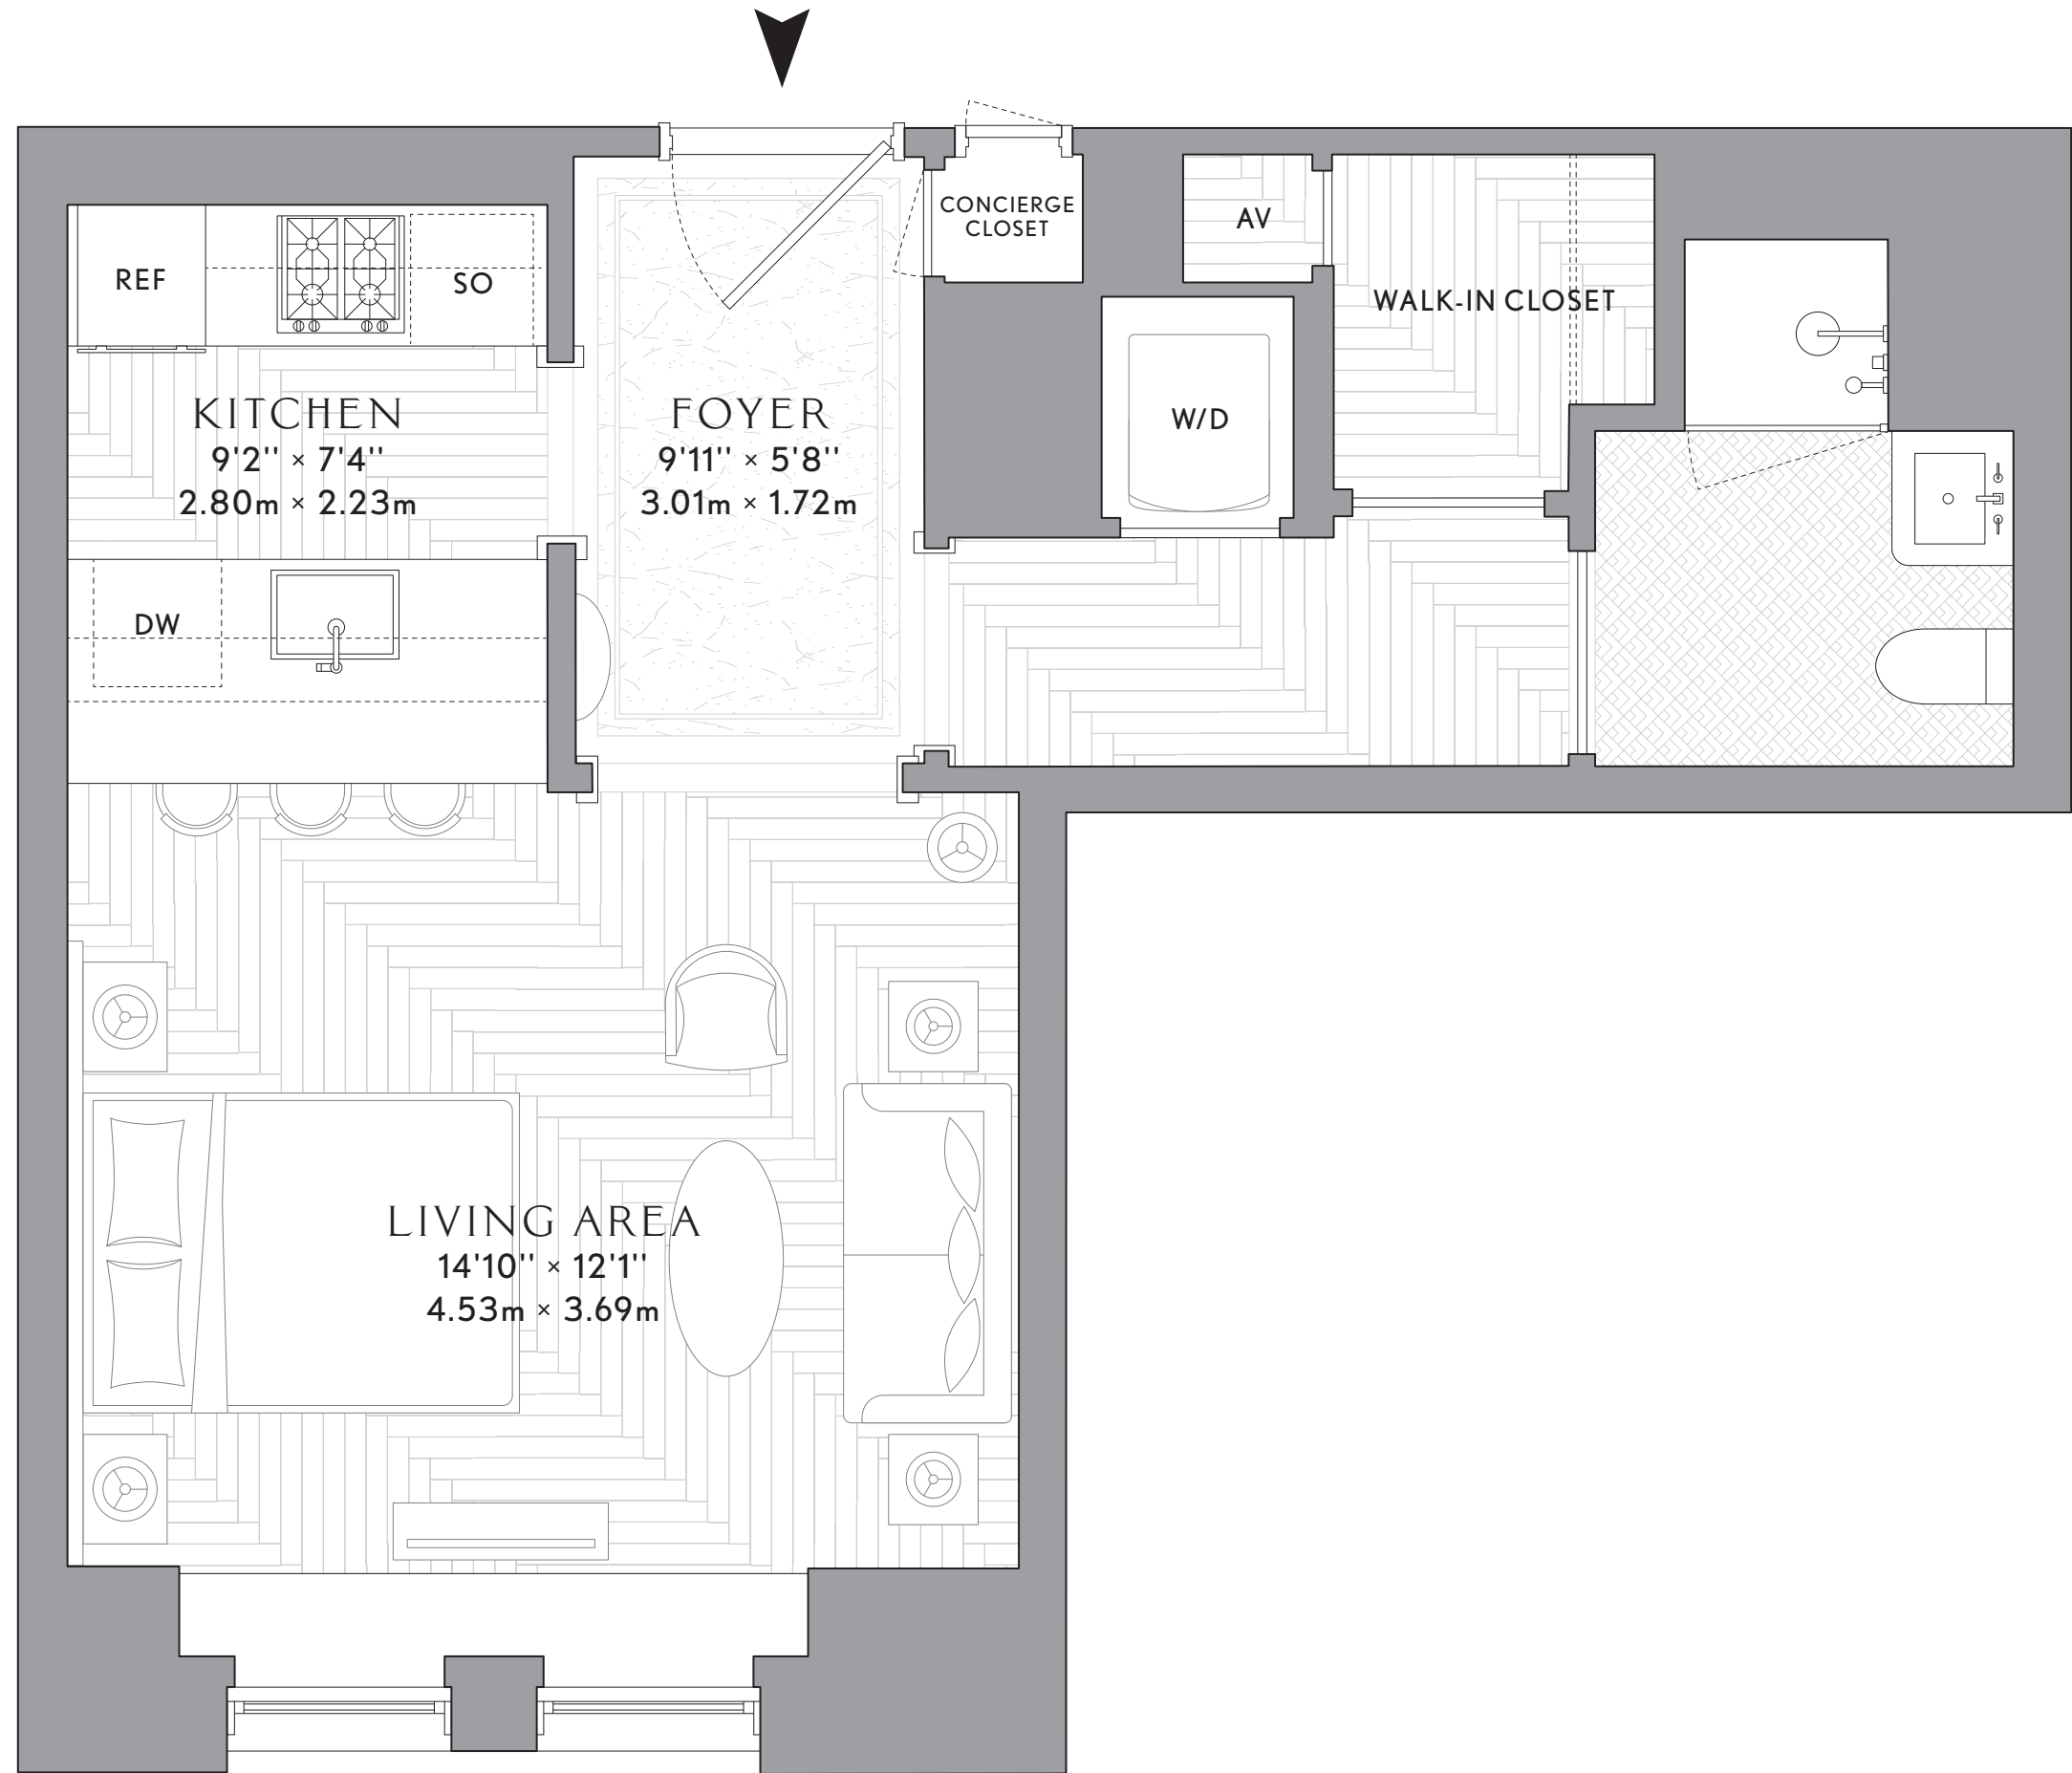 CONCIERGE
CLOSET
AV
REF
SO
WALK-IN CLOSET
KITCHEN
9'2'' × 7'4''
2.80m × 2.23m
FOYER
9'11'' × 5'8''
3.01m × 1.72m
W/D
DW
LIVING AREA
14'10'' × 12'1''
4.53m × 3.69m